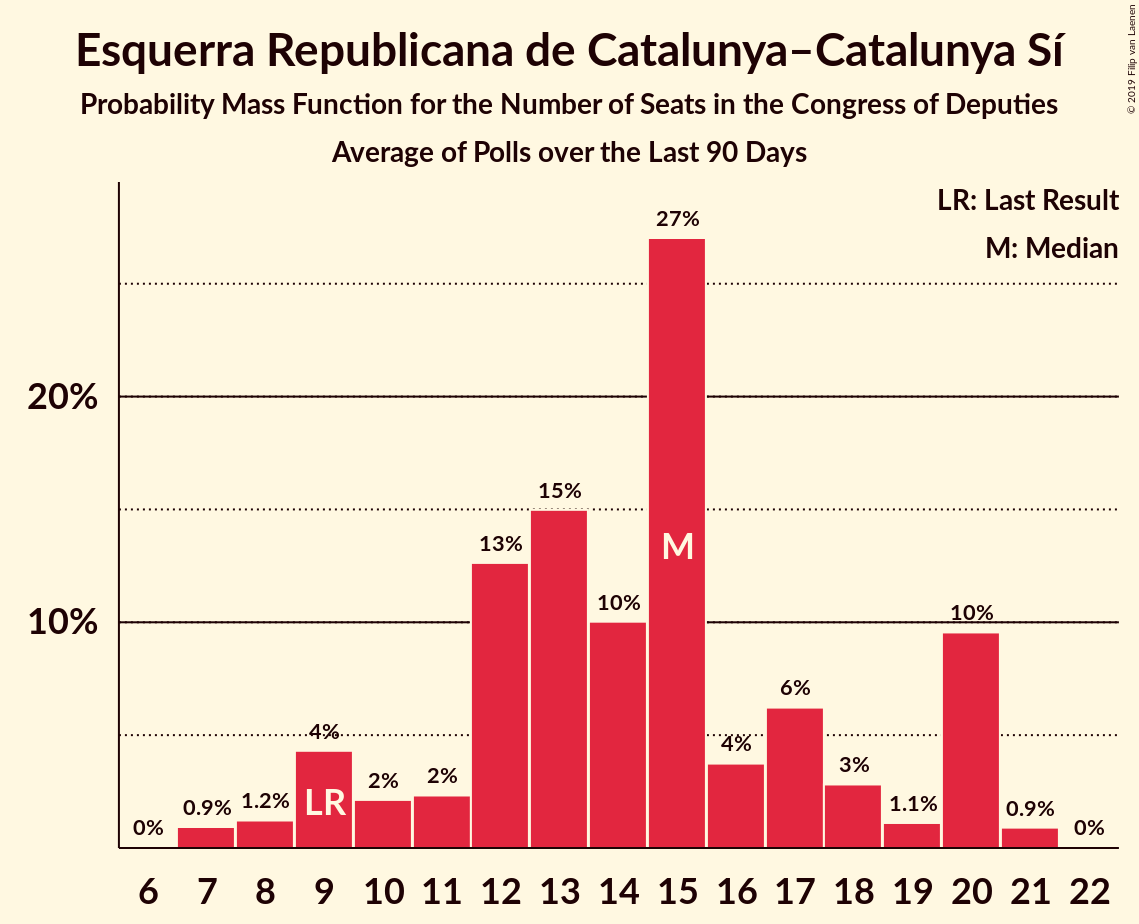 Esquerra Republicana de Catalunya–Catalunya Sí
Probability Mass Function for the Number of Seats in the Congress of Deputies
Average of Polls over the Last 90 Days
© 2019 Filip van Laenen
LR: Last Result
M: Median
20%
10%
0%
0.9%
1.2%
4%
2%
2%
13%
15%
10%
27%
4%
6%
3%
1.1%
10%
0.9%
0%
LR
M
6 7 8 9 10 11 12 13 14 15 16 17 18 19 20 21 22